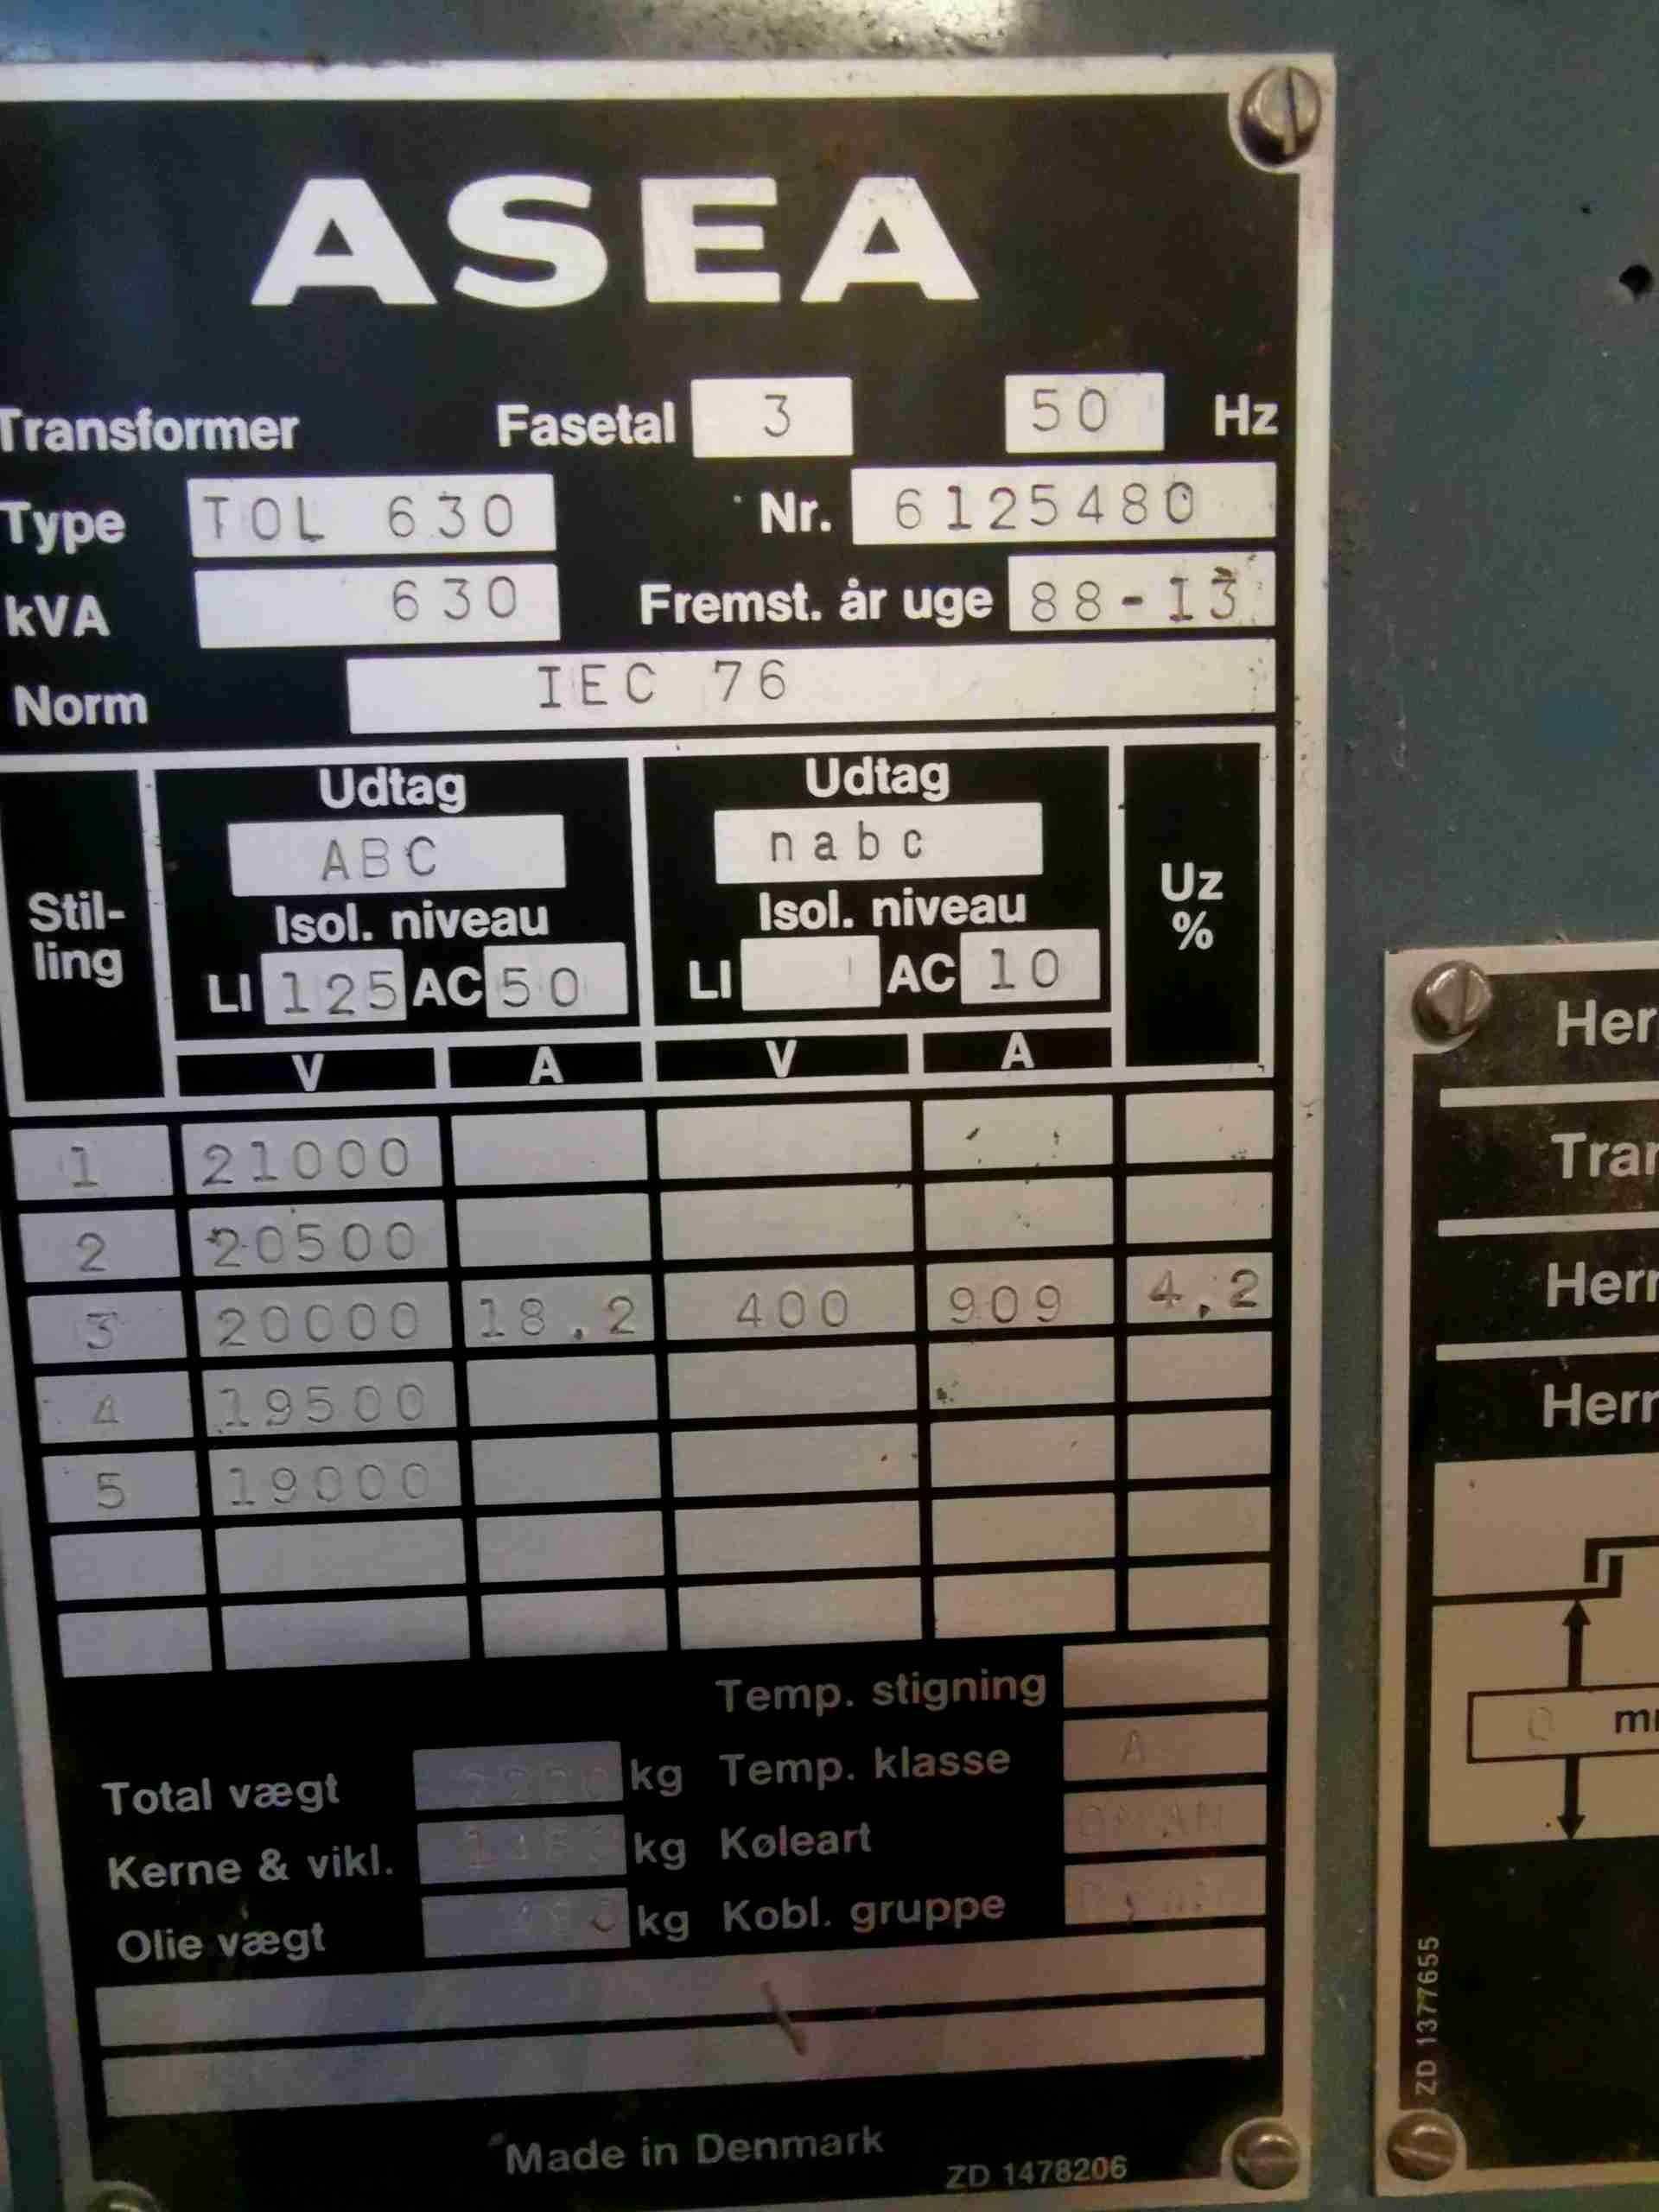 ASEA
Transformer Fasetal 3 50 Hz
Type TOL 630 Nr. 6125480
kVA 630 Fremst. år uge 88-13
Norm IEC 76
Stil-
ling
Udtag
ABC
Isol. niveau
LI 125 AC 50
Udtag
nabc
Isol. niveau
LI AC 10
Uz
%
V A V A
1 21000
2 20500
3 20000 18.2 400 909 4,2
4 19500
5 19000
Temp. stigning
Total vægt kg Temp. klasse A
Kerne & vikl. kg Køleart
Olie vægt kg Kobl. gruppe
Made in Denmark
ZD 1478206
Her
Tran
Herm
Herm
0
ZD 1377655